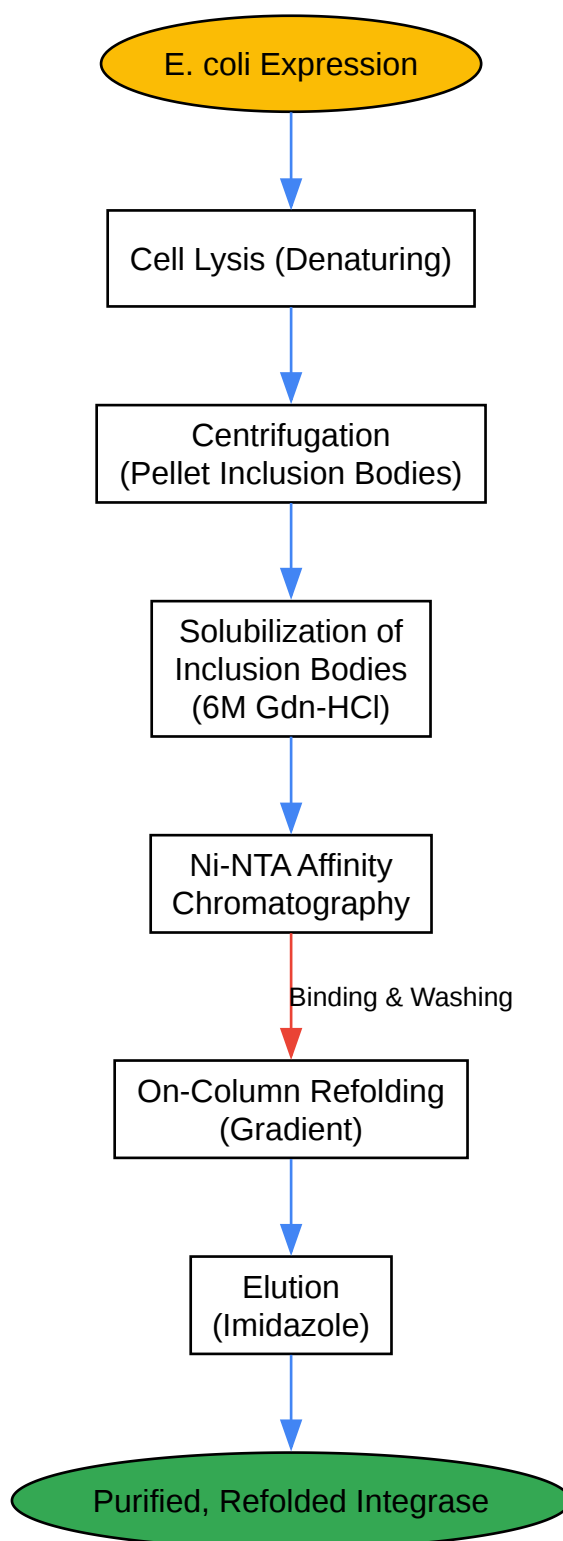 E. coli Expression
Cell Lysis (Denaturing)
Centrifugation
(Pellet Inclusion Bodies)
Solubilization of
Inclusion Bodies
(6M Gdn-HCl)
Ni-NTA Affinity
Chromatography
Binding & Washing
On-Column Refolding
(Gradient)
Elution
(Imidazole)
Purified, Refolded Integrase